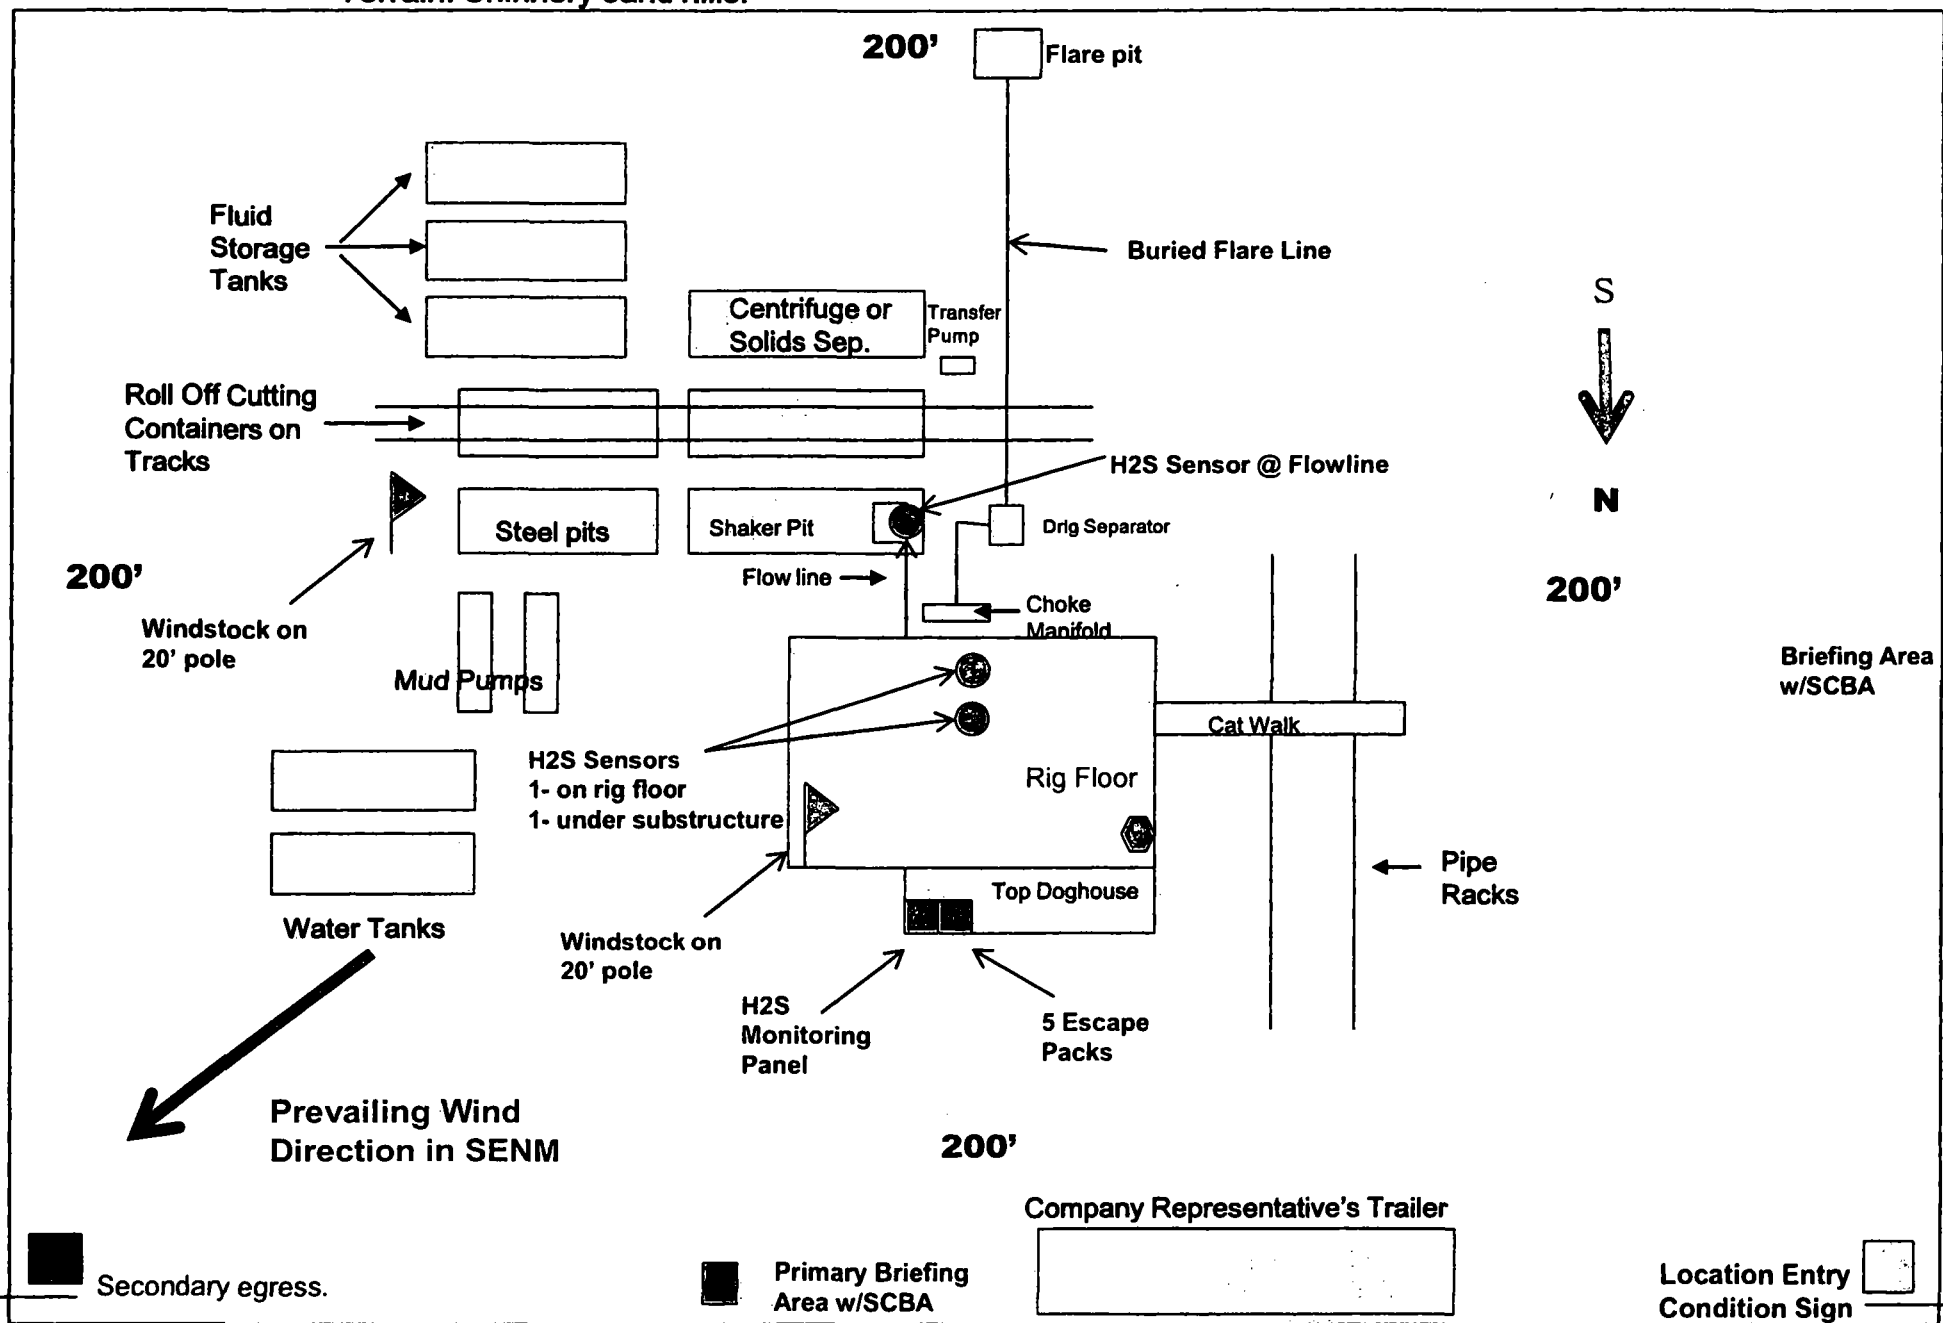 Terrain: Shinnery sand hills.
200'
Flare pit
Fluid
Storage
Tanks
Buried Flare Line
Centrifuge or
Solids Sep.
Transfer
Pump
S
N
Roll Off Cutting
Containers on
Tracks
H2S Sensor @ Flowline
Steel pits
Shaker Pit
Drlg Separator
200'
Flow line
200'
Choke
Manifold
Windstock on
20' pole
Mud Pumps
Briefing Area
w/SCBA
Cat Walk
H2S Sensors
1- on rig floor
1- under substructure
Rig Floor
Pipe
Racks
Top Doghouse
Water Tanks
Windstock on
20' pole
H2S
Monitoring
Panel
5 Escape
Packs
Prevailing Wind
Direction in SENM
200'
Company Representative's Trailer
Secondary egress.
Primary Briefing
Area w/SCBA
Location Entry
Condition Sign